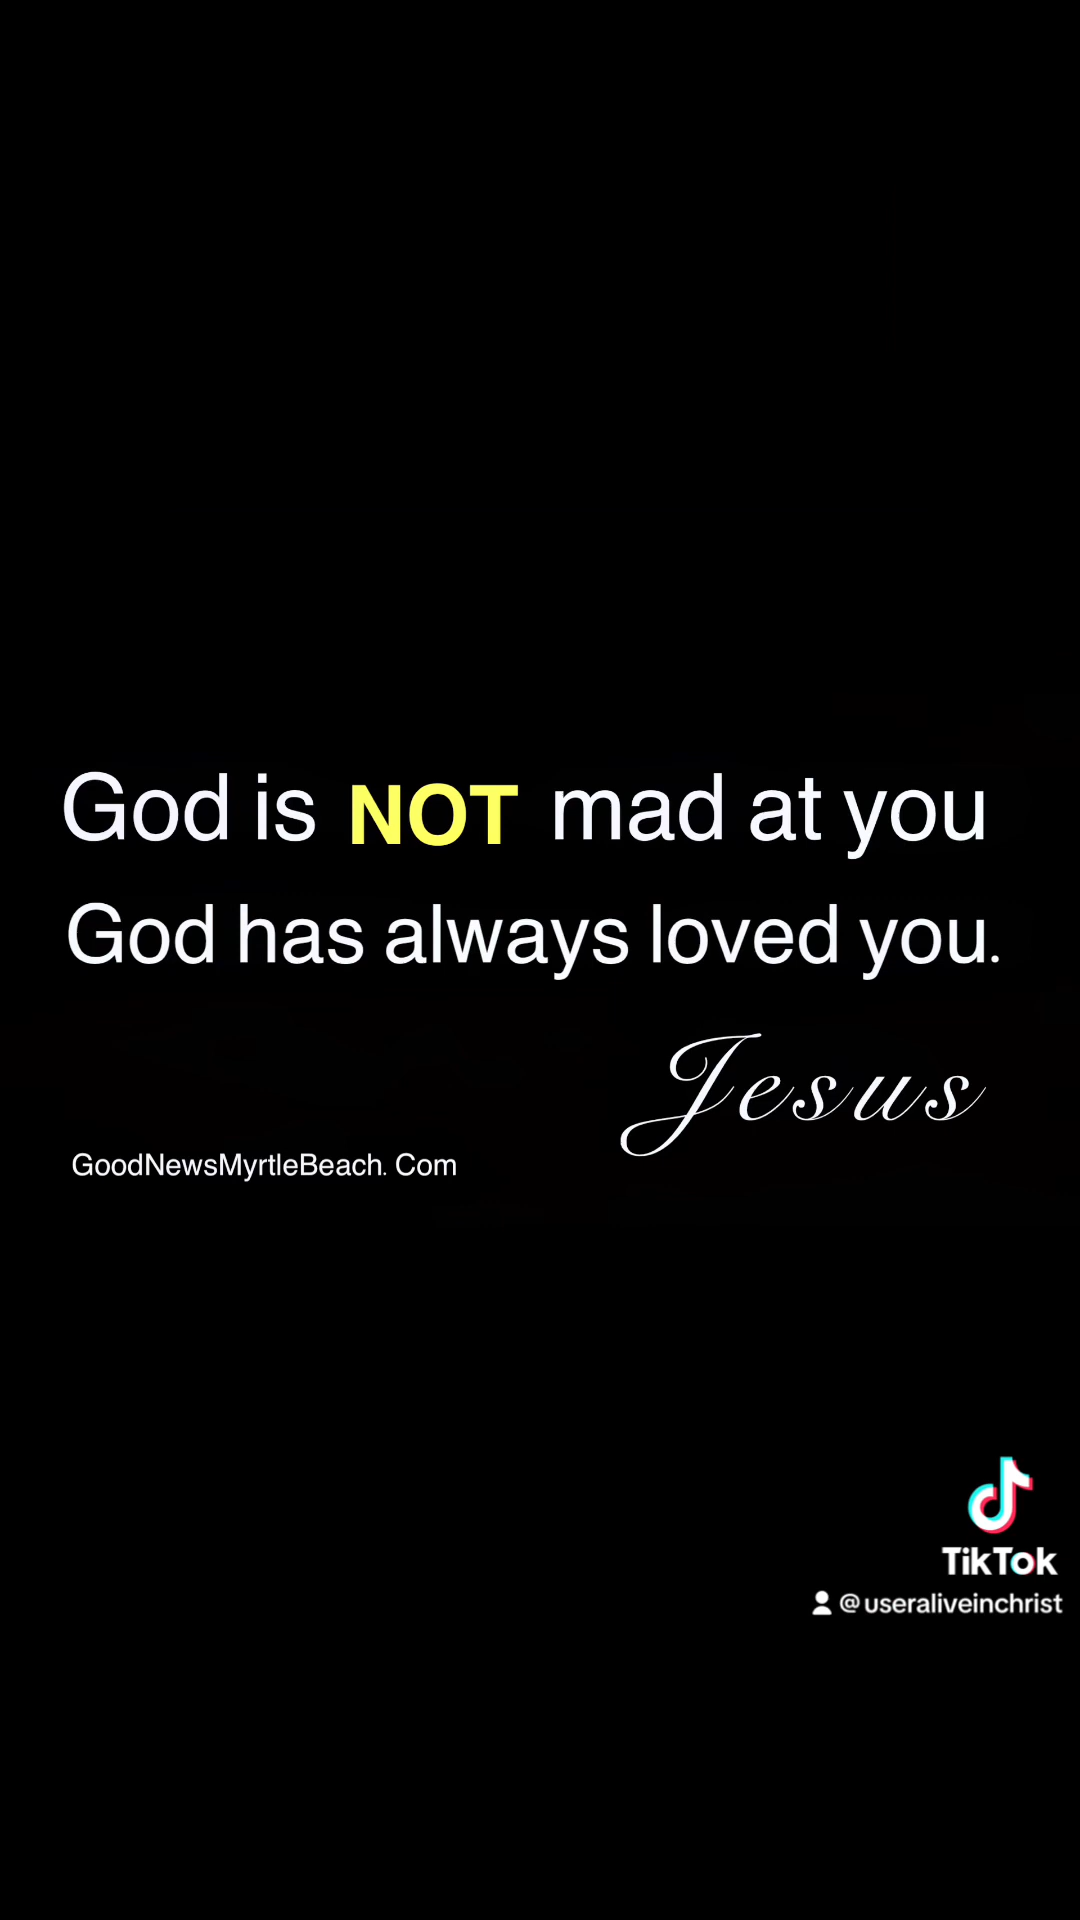 God is NOT mad at you
God has always loved you.
Jesus
GoodNewsMyrtleBeach. Com
TikTok
@useraliveinchrist